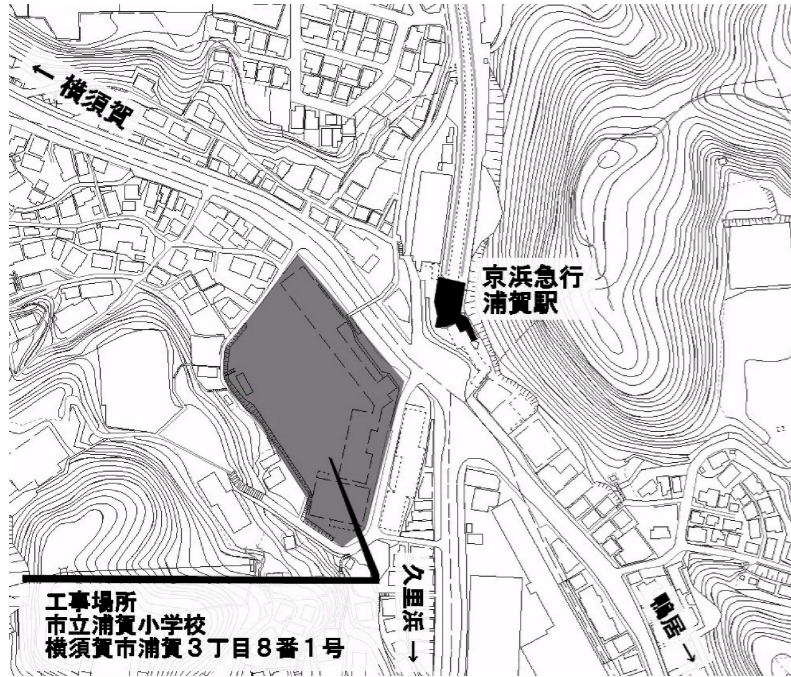 ← 横須賀
京浜急行
浦賀駅
工事場所
市立浦賀小学校
横須賀市浦賀３丁目８番１号
久里浜 →
鴨居 →